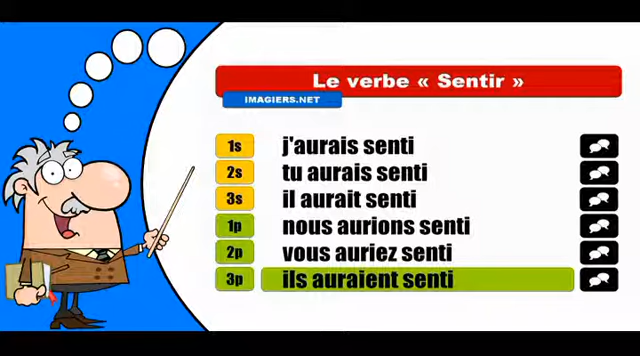 Le verbe « Sentir »
IMAGIERS.NET
1s j'aurais senti
2s tu aurais senti
3s il aurait senti
1p nous aurions senti
2p vous auriez senti
3p ils auraient senti